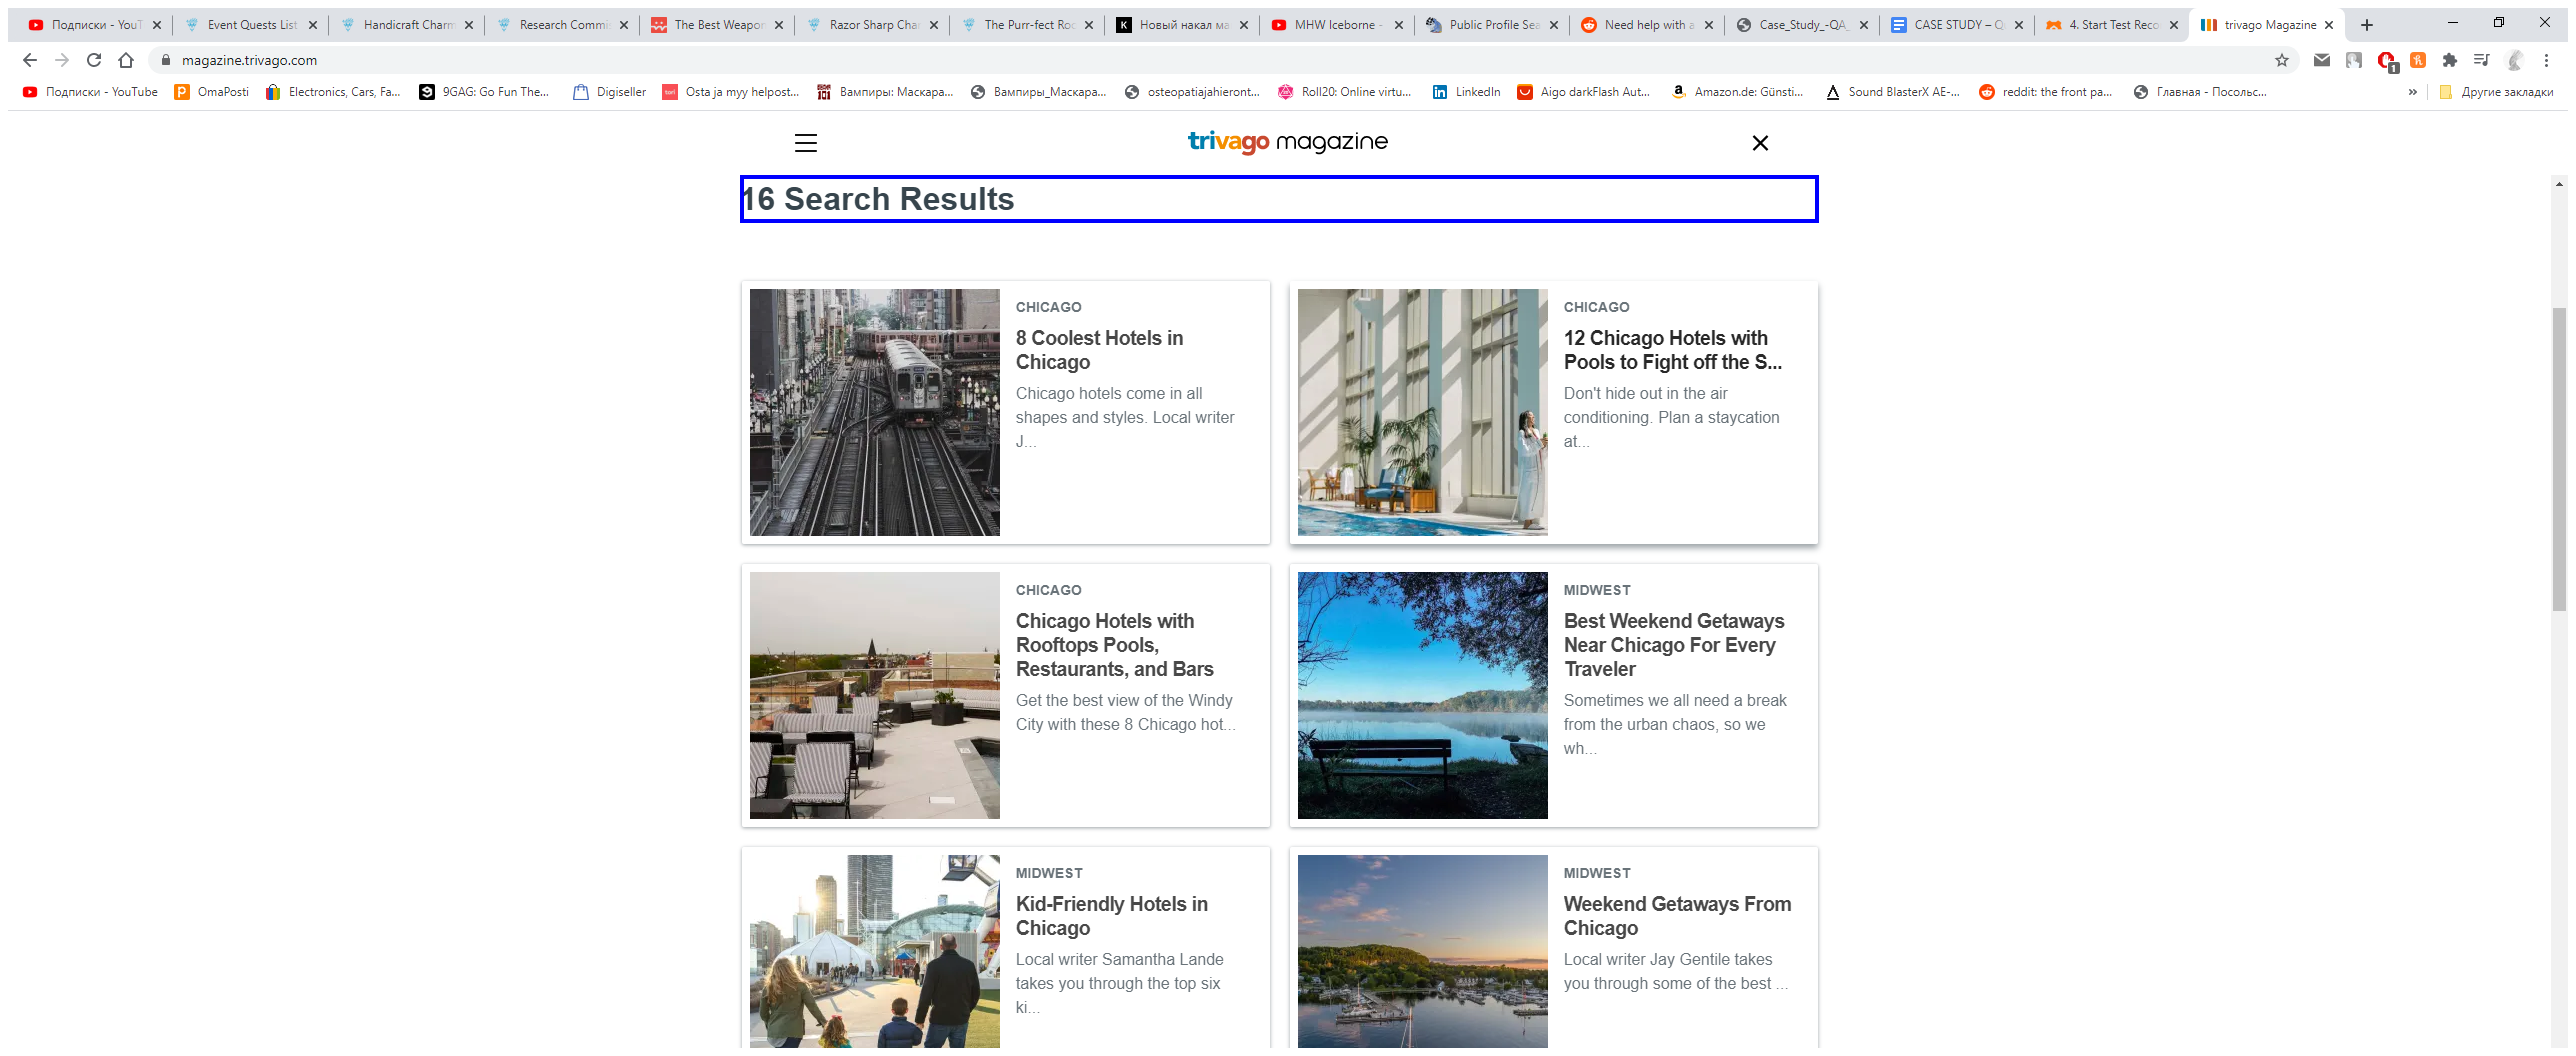 Подписки - YouT
Event Quests List
Handicraft Charm
Research Commis
The Best Weapon
Razor Sharp Char
The Purr-fect Roo
Новый накал ма
MHW Iceborne -
Public Profile Sea
Need help with a
Case_Study_-QA_
CASE STUDY – Q
4. Start Test Reco
trivago Magazine
magazine.trivago.com
1
Подписки - YouTube
OmaPosti
Electronics, Cars, Fa...
9GAG: Go Fun The...
Digiseller
Osta ja myy helpost...
Вампиры: Маскара...
Вампиры_Маскара...
osteopatiajahieront...
Roll20: Online virtu...
LinkedIn
Aigo darkFlash Aut...
Amazon.de: Günsti...
Sound BlasterX AE-...
reddit: the front pa...
Главная - Посольс...
»
Другие закладки
trivago magazine
16 Search Results
CHICAGO
8 Coolest Hotels in
Chicago
Chicago hotels come in all
shapes and styles. Local writer
J...
CHICAGO
12 Chicago Hotels with
Pools to Fight off the S...
Don't hide out in the air
conditioning. Plan a staycation
at...
CHICAGO
Chicago Hotels with
Rooftops Pools,
Restaurants, and Bars
Get the best view of the Windy
City with these 8 Chicago hot...
MIDWEST
Best Weekend Getaways
Near Chicago For Every
Traveler
Sometimes we all need a break
from the urban chaos, so we
wh...
MIDWEST
Kid-Friendly Hotels in
Chicago
Local writer Samantha Lande
takes you through the top six
ki...
MIDWEST
Weekend Getaways From
Chicago
Local writer Jay Gentile takes
you through some of the best ...